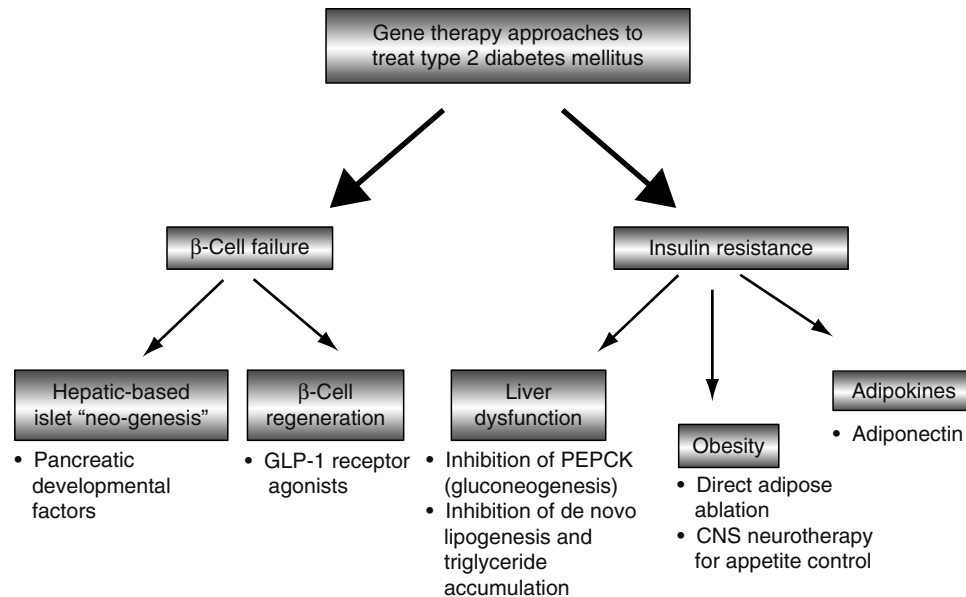 Gene therapy approaches to
treat type 2 diabetes mellitus
β-Cell failure
Insulin resistance
Hepatic-based
islet “neo-genesis”
• Pancreatic
developmental
factors
β-Cell
regeneration
• GLP-1 receptor
agonists
Liver
dysfunction
• Inhibition of PEPCK
(gluconeogenesis)
• Inhibition of de novo
lipogenesis and
triglyceride
accumulation
Obesity
• Direct adipose
ablation
• CNS neurotherapy
for appetite control
Adipokines
• Adiponectin